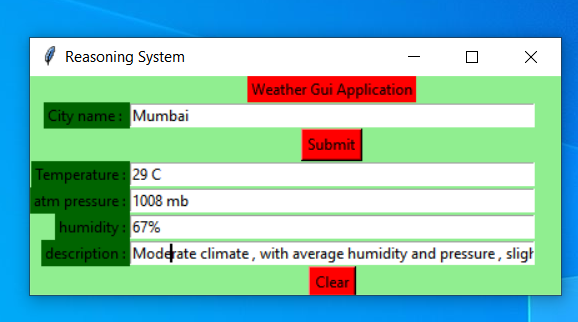 Reasoning System
Weather Gui Application
City name : Mumbai
Submit
Temperature : 29 C
atm pressure : 1008 mb
humidity : 67%
description : Moderate climate , with average humidity and pressure ,
Clear